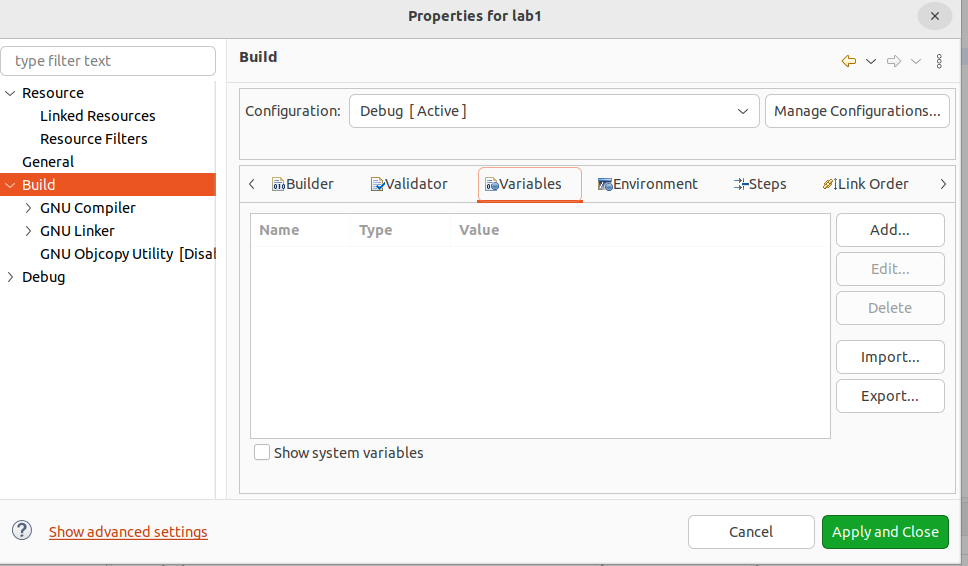 Properties for lab1
type filter text
Build
Resource
Linked Resources
Resource Filters
General
Build
GNU Compiler
GNU Linker
GNU Objcopy Utility [Disal
Debug
Configuration: Debug [ Active ] Manage Configurations...
Builder Validator Variables Environment Steps Link Order
Name Type Value
Add...
Edit...
Delete
Import...
Export...
Show system variables
Show advanced settings
Cancel Apply and Close